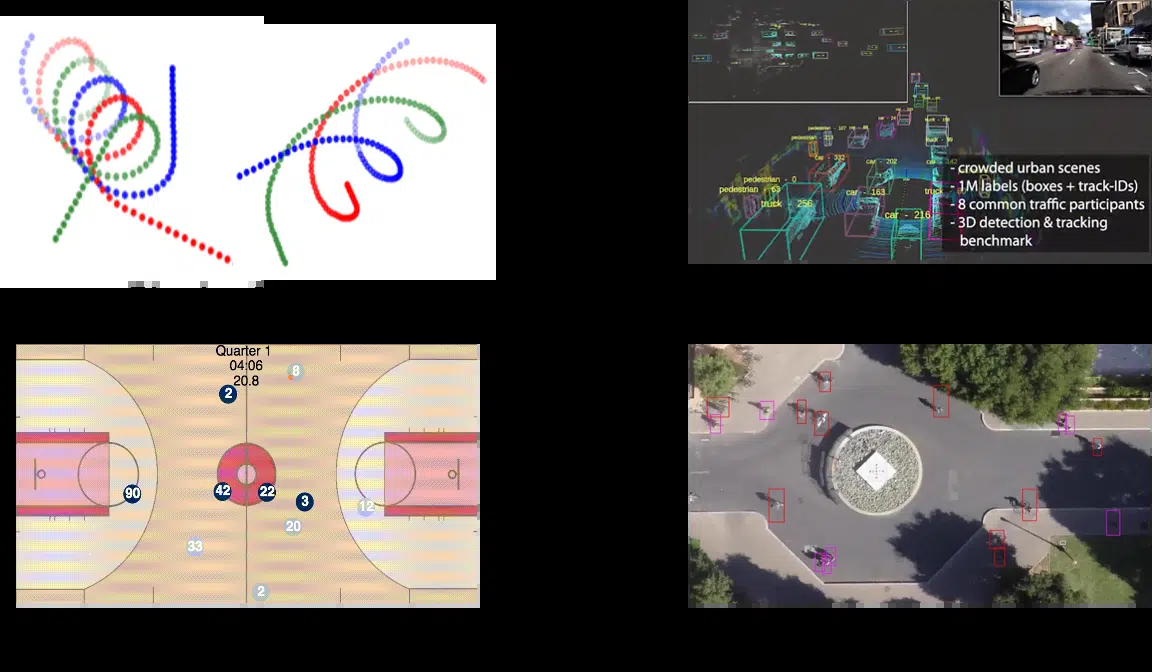 pedestrian - 107
car - 332
car - 202
pedestrian - 0
pedestrian - 63
truck - 256
car - 163
truck
car - 216
- crowded urban scenes
- 1M labels (boxes + track-IDs)
- 8 common traffic participants
- 3D detection & tracking
benchmark
Quarter 1
04:06
20.8
8
2
90
42
22
3
12
20
33
2